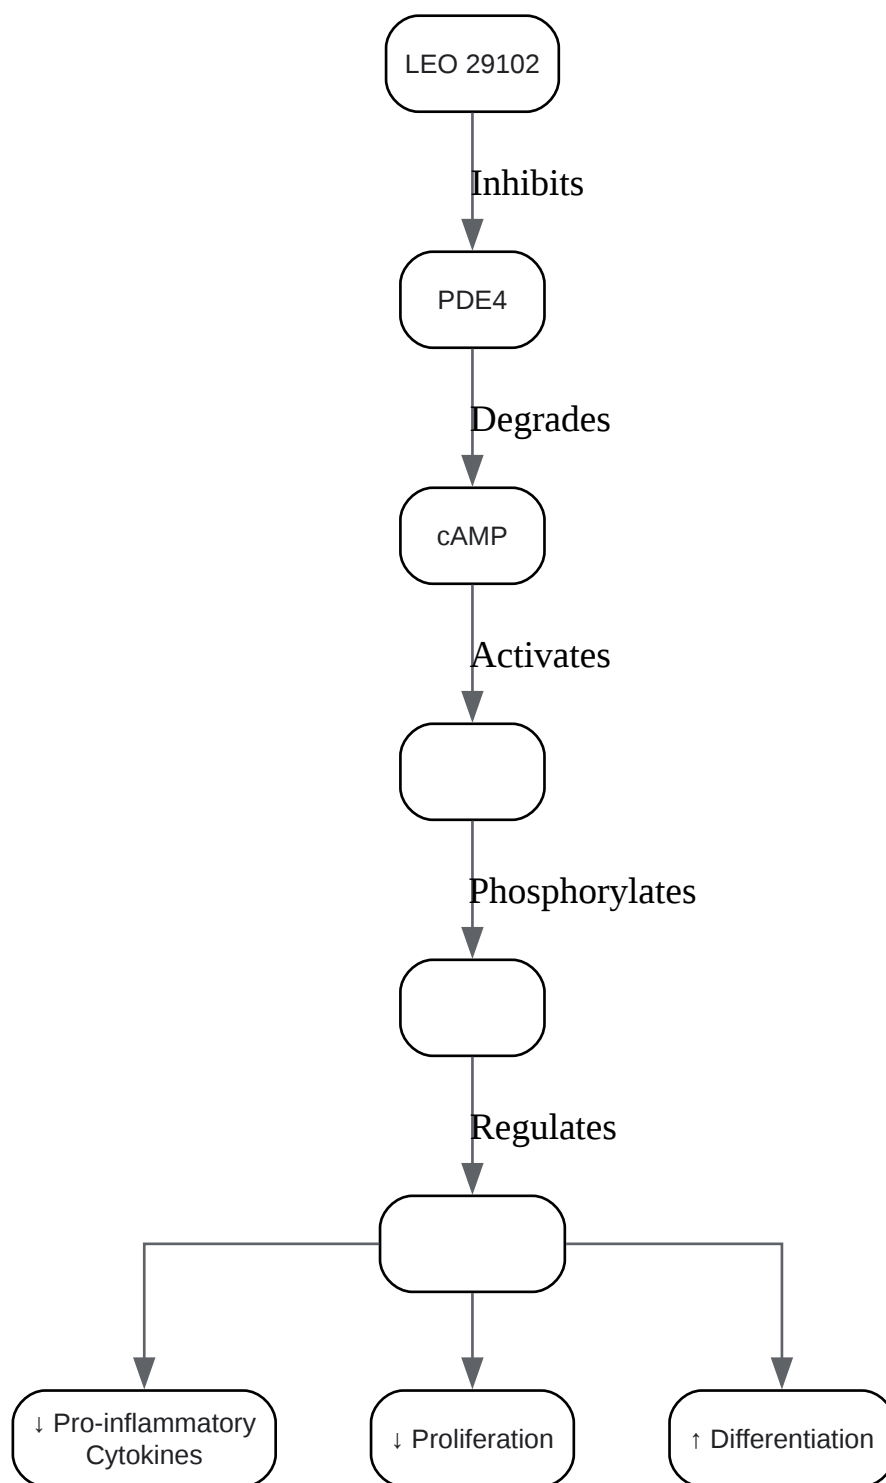 LEO 29102
Inhibits
PDE4
Degrades
cAMP
Activates
Phosphorylates
Regulates
↓ Pro-inflammatory
Cytokines
↓ Proliferation
↑ Differentiation